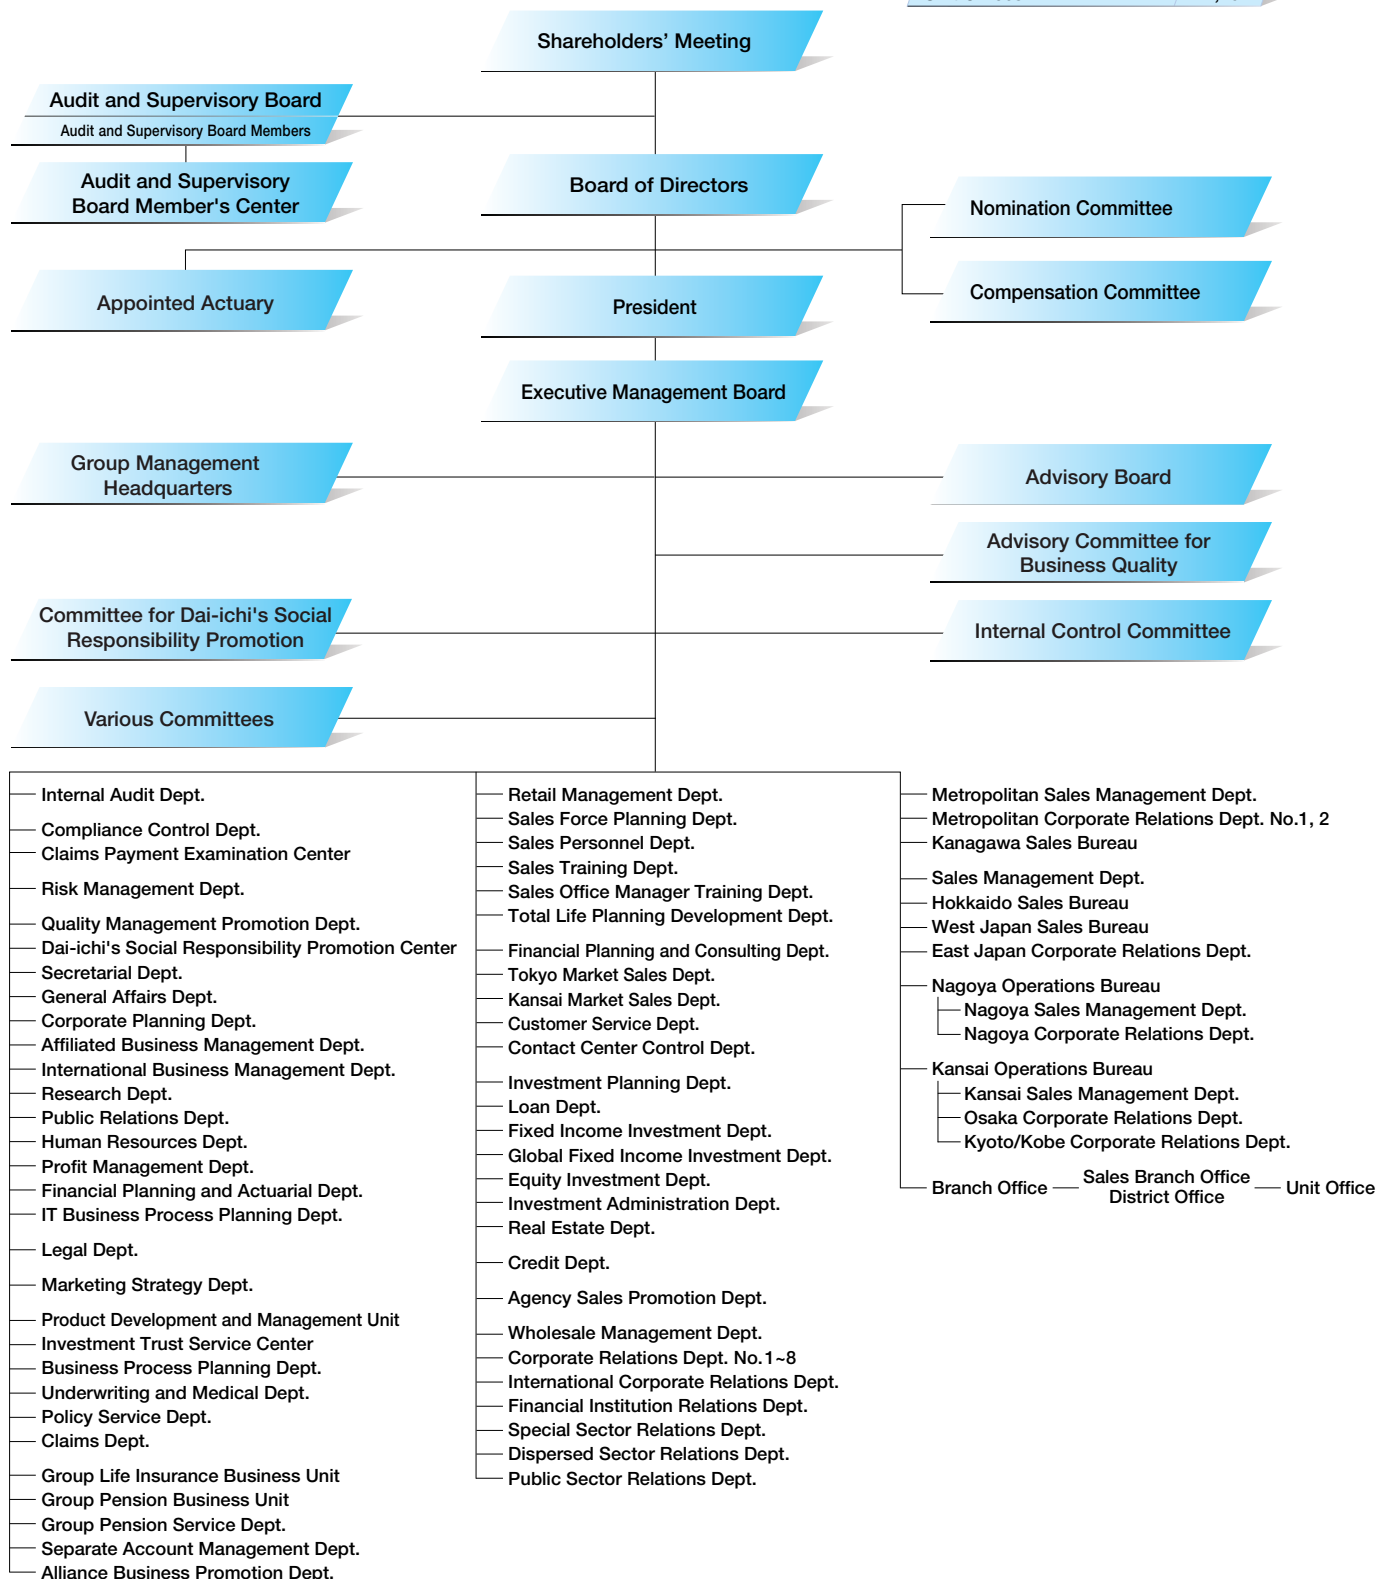 Shareholders' Meeting
Audit and Supervisory Board
Audit and Supervisory Board Members
Audit and Supervisory
Board Member's Center
Board of Directors
Nomination Committee
Compensation Committee
Appointed Actuary
President
Executive Management Board
Group Management
Headquarters
Advisory Board
Advisory Committee for
Business Quality
Committee for Dai-ichi's Social
Responsibility Promotion
Internal Control Committee
Various Committees
Internal Audit Dept.
Compliance Control Dept.
Claims Payment Examination Center
Risk Management Dept.
Quality Management Promotion Dept.
Dai-ichi's Social Responsibility Promotion Center
Secretarial Dept.
General Affairs Dept.
Corporate Planning Dept.
Affiliated Business Management Dept.
International Business Management Dept.
Research Dept.
Public Relations Dept.
Human Resources Dept.
Profit Management Dept.
Financial Planning and Actuarial Dept.
IT Business Process Planning Dept.
Legal Dept.
Marketing Strategy Dept.
Product Development and Management Unit
Investment Trust Service Center
Business Process Planning Dept.
Underwriting and Medical Dept.
Policy Service Dept.
Claims Dept.
Group Life Insurance Business Unit
Group Pension Business Unit
Group Pension Service Dept.
Separate Account Management Dept.
Alliance Business Promotion Dept.
Retail Management Dept.
Sales Force Planning Dept.
Sales Personnel Dept.
Sales Training Dept.
Sales Office Manager Training Dept.
Total Life Planning Development Dept.
Financial Planning and Consulting Dept.
Tokyo Market Sales Dept.
Kansai Market Sales Dept.
Customer Service Dept.
Contact Center Control Dept.
Investment Planning Dept.
Loan Dept.
Fixed Income Investment Dept.
Global Fixed Income Investment Dept.
Equity Investment Dept.
Investment Administration Dept.
Real Estate Dept.
Credit Dept.
Agency Sales Promotion Dept.
Wholesale Management Dept.
Corporate Relations Dept. No.1~8
International Corporate Relations Dept.
Financial Institution Relations Dept.
Special Sector Relations Dept.
Dispersed Sector Relations Dept.
Public Sector Relations Dept.
Metropolitan Sales Management Dept.
Metropolitan Corporate Relations Dept. No.1, 2
Kanagawa Sales Bureau
Sales Management Dept.
Hokkaido Sales Bureau
West Japan Sales Bureau
East Japan Corporate Relations Dept.
Nagoya Operations Bureau
Nagoya Sales Management Dept.
Nagoya Corporate Relations Dept.
Kansai Operations Bureau
Kansai Sales Management Dept.
Osaka Corporate Relations Dept.
Kyoto/Kobe Corporate Relations Dept.
Branch Office
Sales Branch Office
District Office
Unit Office